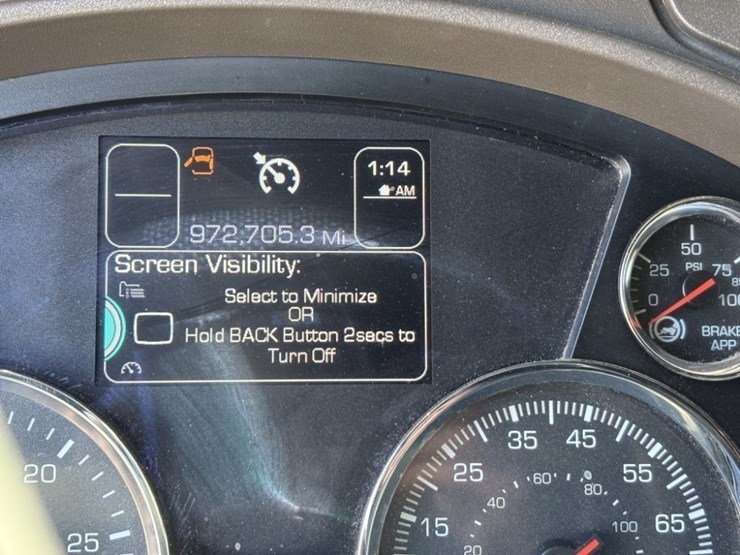 1:14
AM
972,705.3 Mi
Screen Visibility:
Select to Minimize
OR
Hold BACK Button 2secs to
Turn Off
50
25 PSI 75
0 100
BRAKE
APP
20
25
35 45
25 55
15 65
60
40 80
20 100